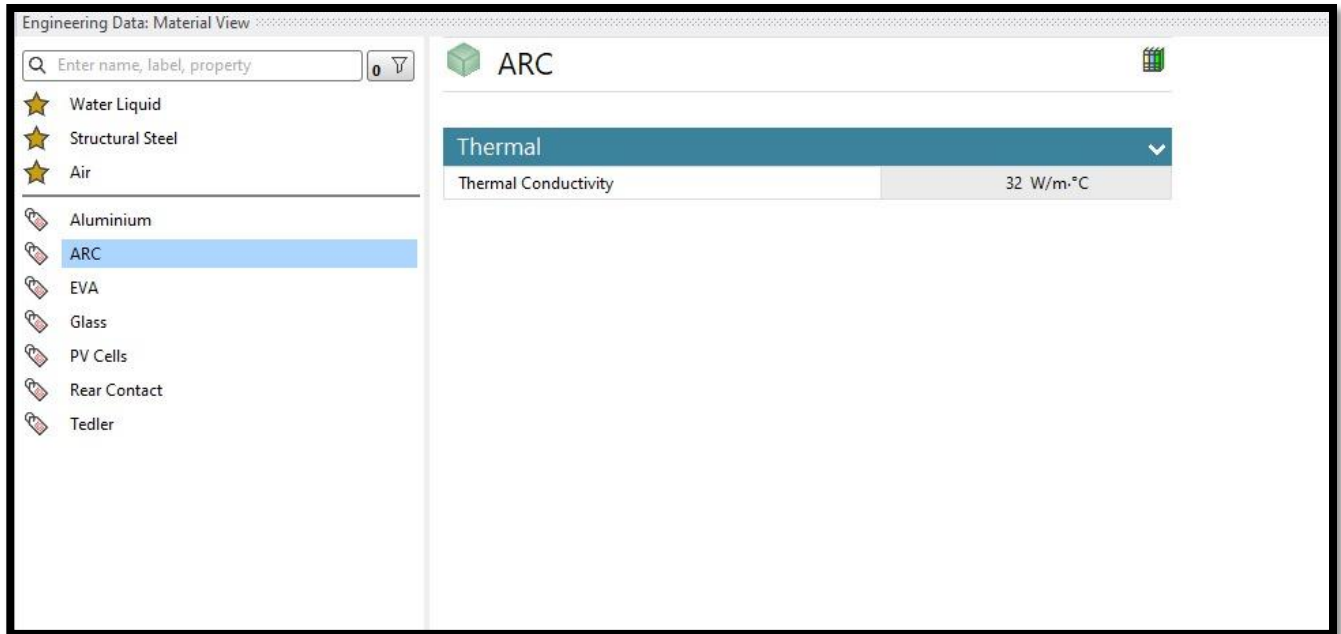 Engineering Data: Material View
Enter name, label, property
0
Water Liquid
Structural Steel
Air
Aluminium
ARC
EVA
Glass
PV Cells
Rear Contact
Tedler
ARC
Thermal
Thermal Conductivity 32 W/m·°C